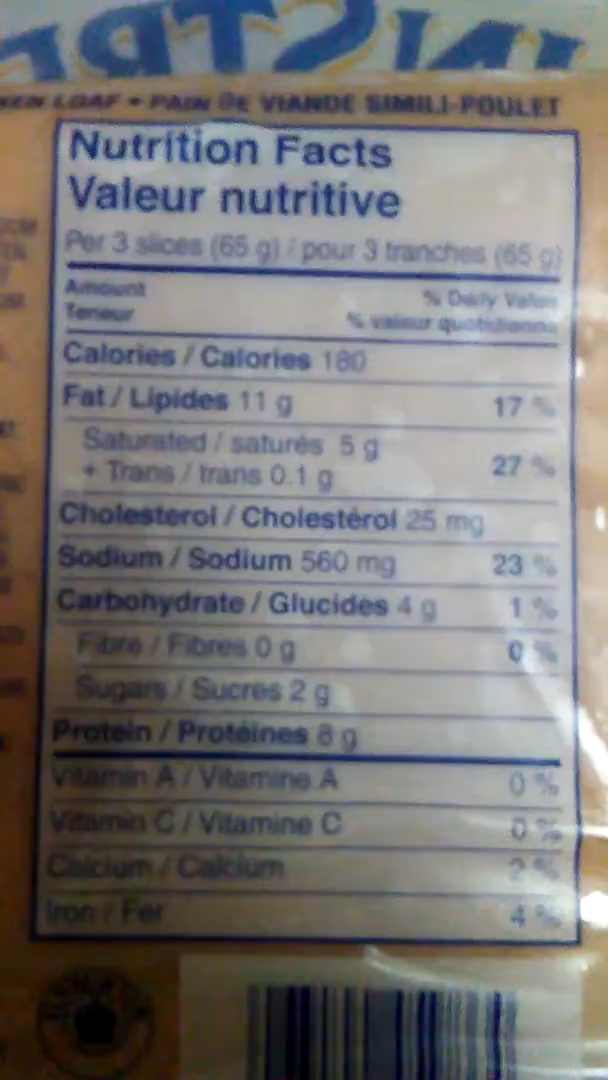 KEN LOAF • PAIN DE VIANDE SIMILI-POULET
Nutrition Facts
Valeur nutritive
Per 3 slices (65 g) / pour 3 tranches (65 g)
Amount
Teneur
% Daily Value
% valeur quotidienne
Calories / Calories 180
Fat / Lipides 11 g 17 %
Saturated / saturés 5 g
+ Trans / trans 0.1 g 27 %
Cholesterol / Cholestérol 25 mg
Sodium / Sodium 560 mg 23 %
Carbohydrate / Glucides 4 g 1 %
Fibre / Fibres 0 g 0 %
Sugars / Sucres 2 g
Protein / Protéines 8 g
Vitamin A / Vitamine A 0 %
Vitamin C / Vitamine C 0 %
Calcium / Calcium 2 %
Iron / Fer 4 %